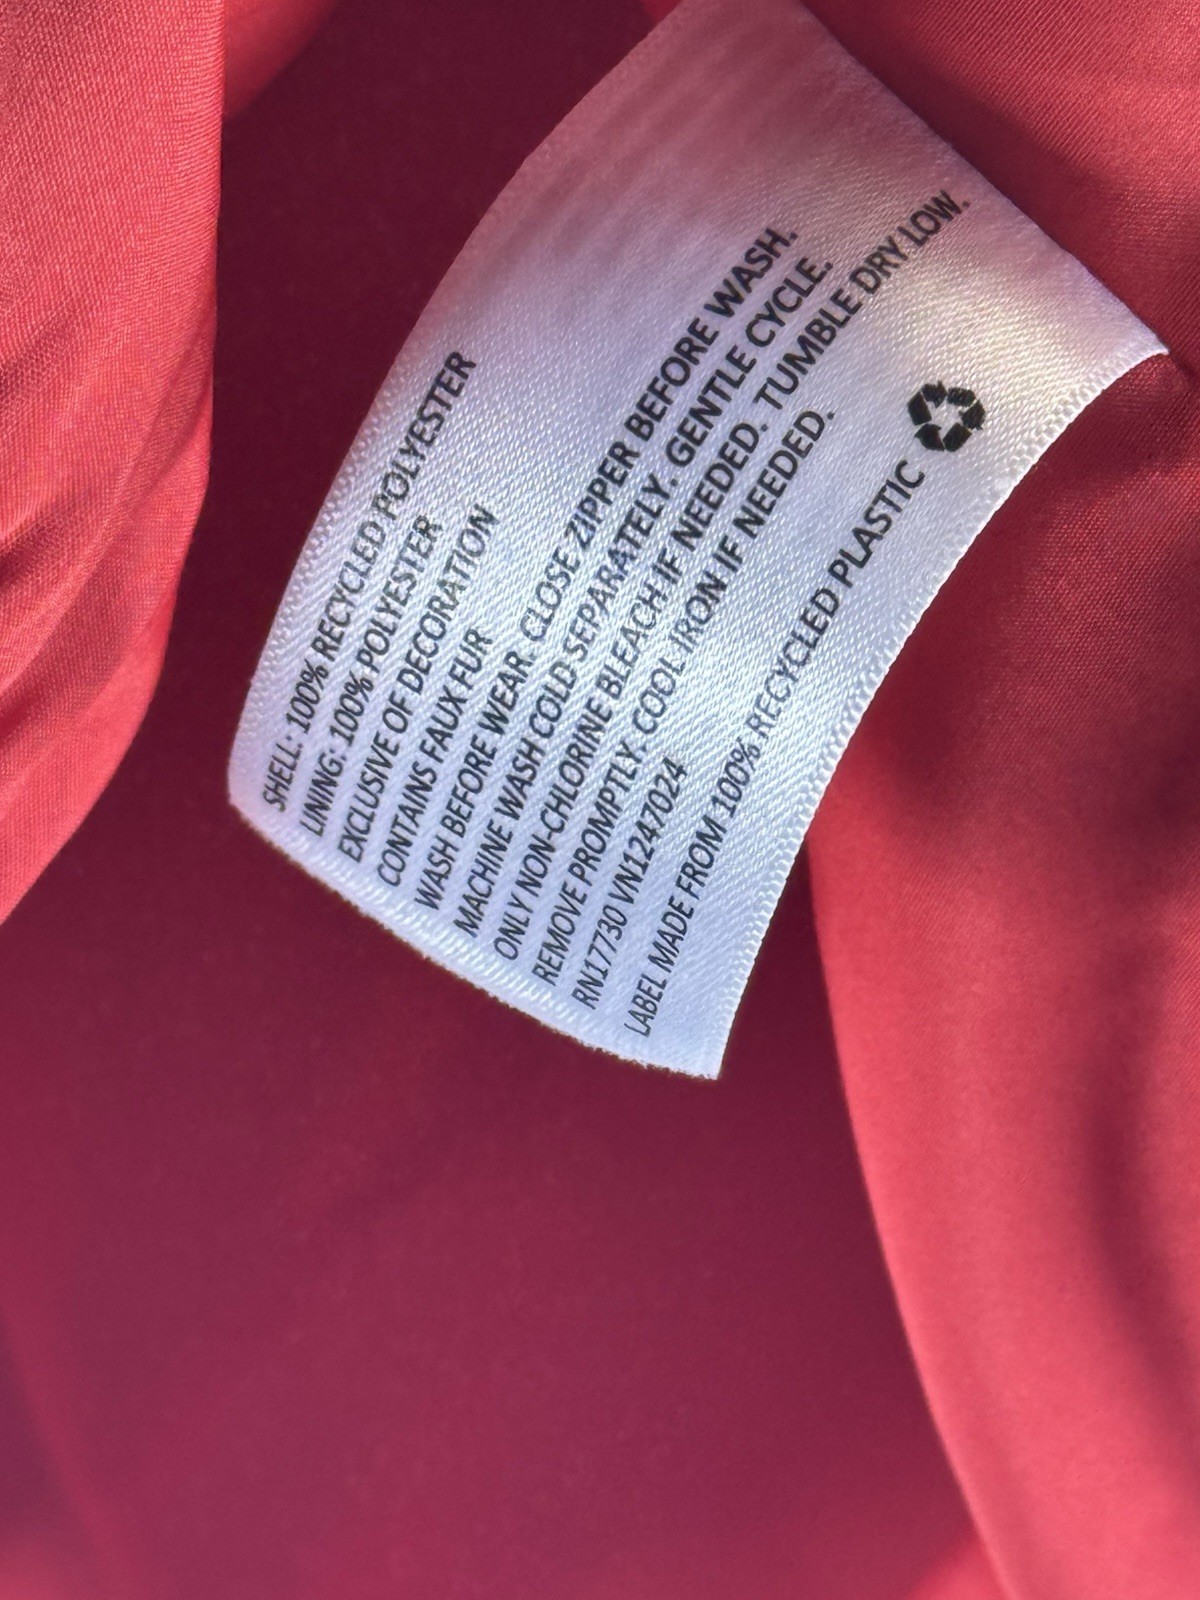 SHELL: 100% RECYCLED POLYESTER
LINING: 100% POLYESTER
EXCLUSIVE OF DECORATION
CONTAINS FAUX FUR
WASH BEFORE WEAR. CLOSE ZIPPER BEFORE WASH.
MACHINE WASH COLD SEPARATELY. GENTLE CYCLE.
ONLY NON-CHLORINE BLEACH IF NEEDED. TUMBLE DRY LOW.
REMOVE PROMPTLY. COOL IRON IF NEEDED.
RN17730 VN1247024
LABEL MADE FROM 100% RECYCLED PLASTIC